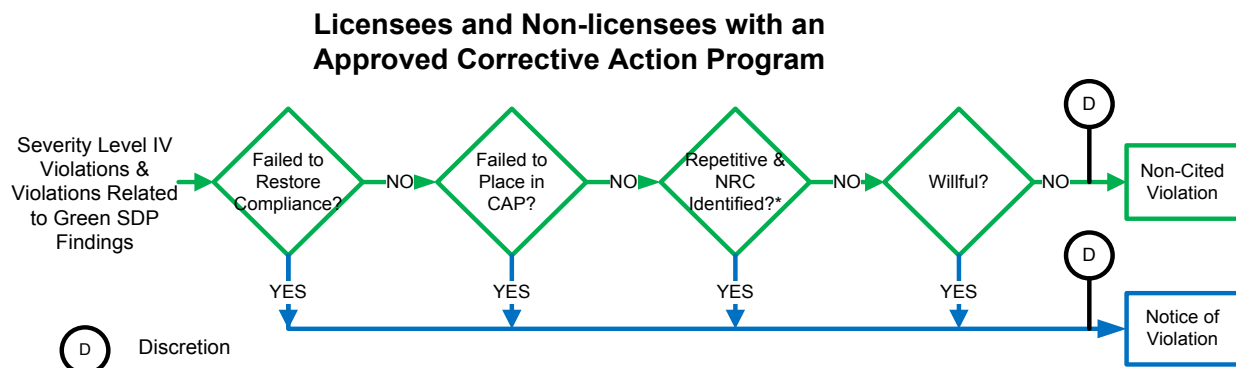 Licensees and Non-licensees with an
Approved Corrective Action Program
Severity Level IV
Violations &
Violations Related
to Green SDP
Findings
Failed to
Restore
Compliance?
NO
Failed to
Place in
CAP?
NO
Repetitive &
NRC
Identified?*
NO
Willful?
NO
D
Non-Cited
Violation
YES
YES
YES
YES
D
Notice of
Violation
D
Discretion